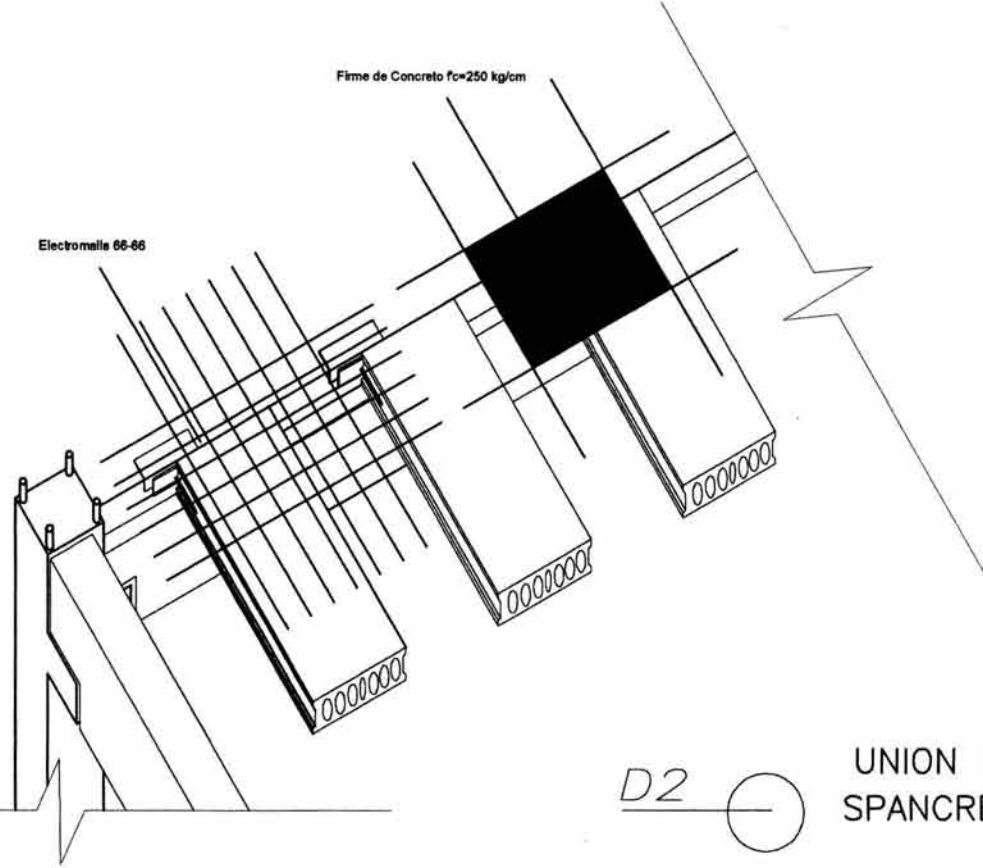 Firme de Concreto f'c=250 kg/cm
Electromalla 66-66
D2
UNION
SPANCRE